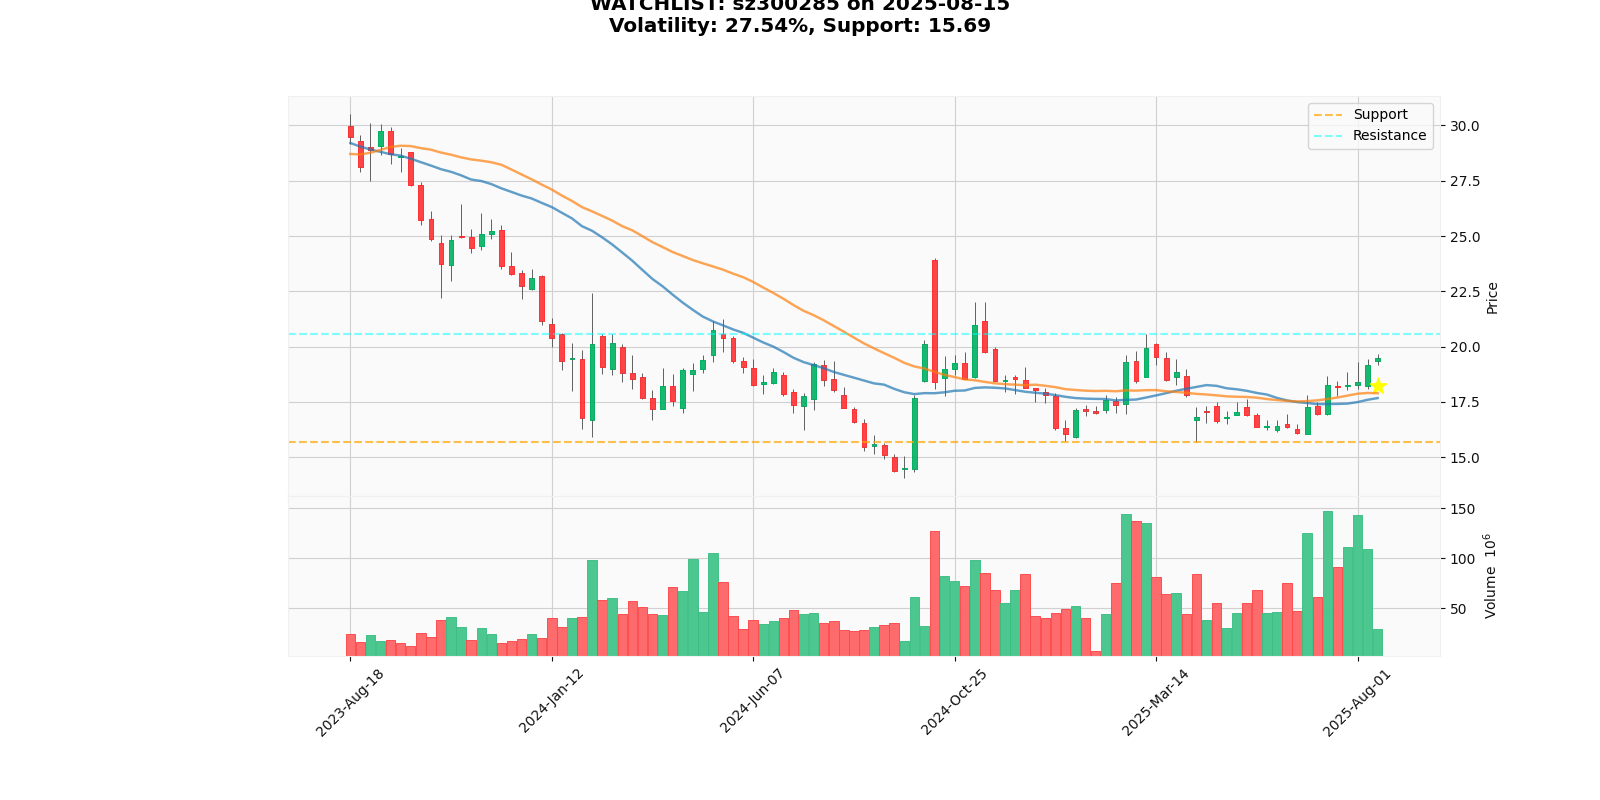 WATCHLIST: sz300285 on 2025-08-15
Volatility: 27.54%, Support: 15.69
Support
Resistance
30.0
27.5
25.0
22.5
20.0
17.5
15.0
Price
150
100
50
Volume 10⁶
2023-Aug-18
2024-Jan-12
2024-Jun-07
2024-Oct-25
2025-Mar-14
2025-Aug-01